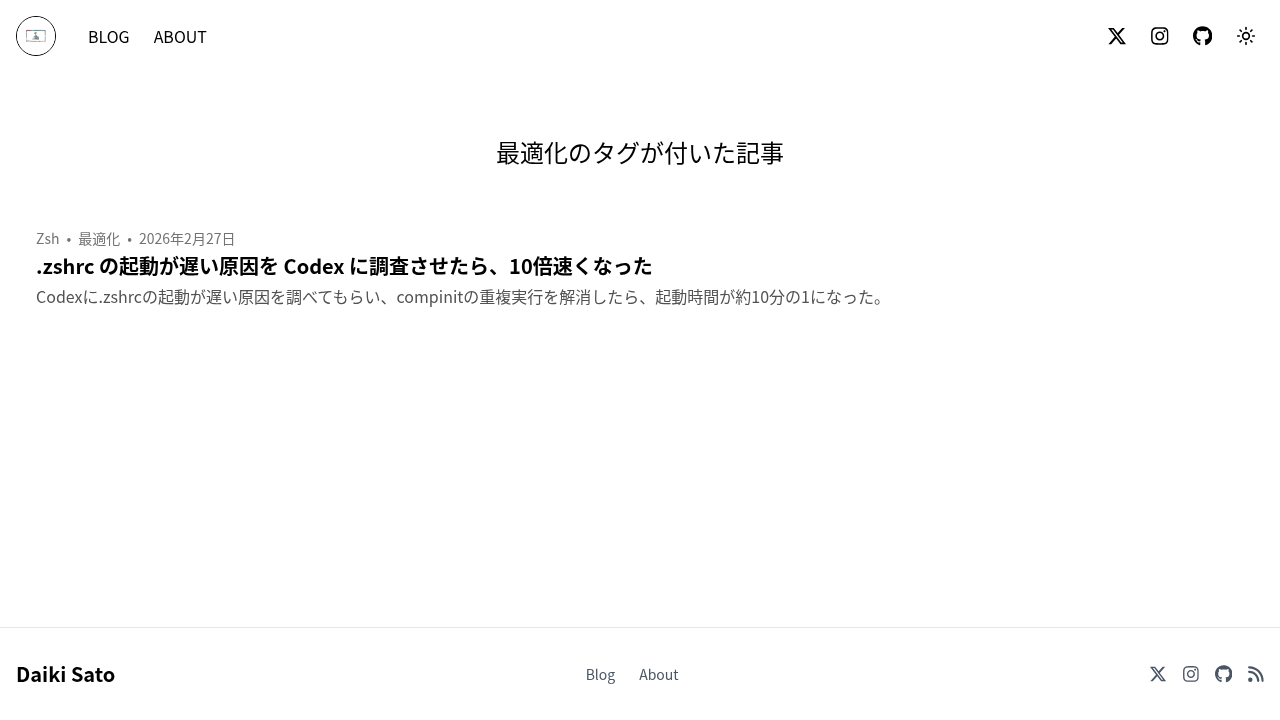 BLOG ABOUT
最適化のタグが付いた記事
Zsh • 最適化 • 2026年2月27日
.zshrc の起動が遅い原因を Codex に調査させたら、10倍速くなった
Codexに.zshrcの起動が遅い原因を調べてもらい、compinitの重複実行を解消したら、起動時間が約10分の1になった。
Daiki Sato
Blog About